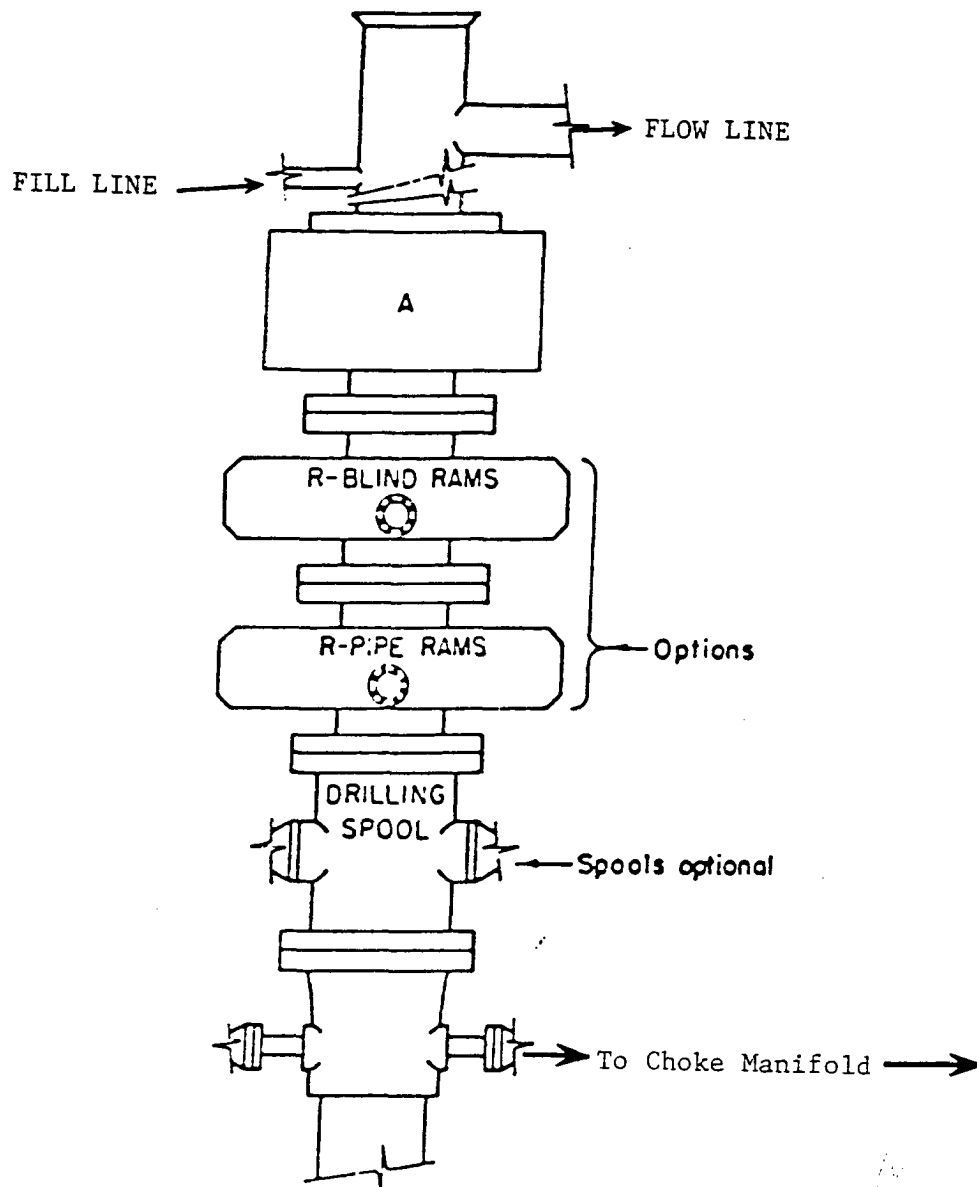 FLOW LINE
FILL LINE
A
R-BLIND RAMS
R-PIPE RAMS
Options
DRILLING
SPOOL
Spools optional
To Choke Manifold